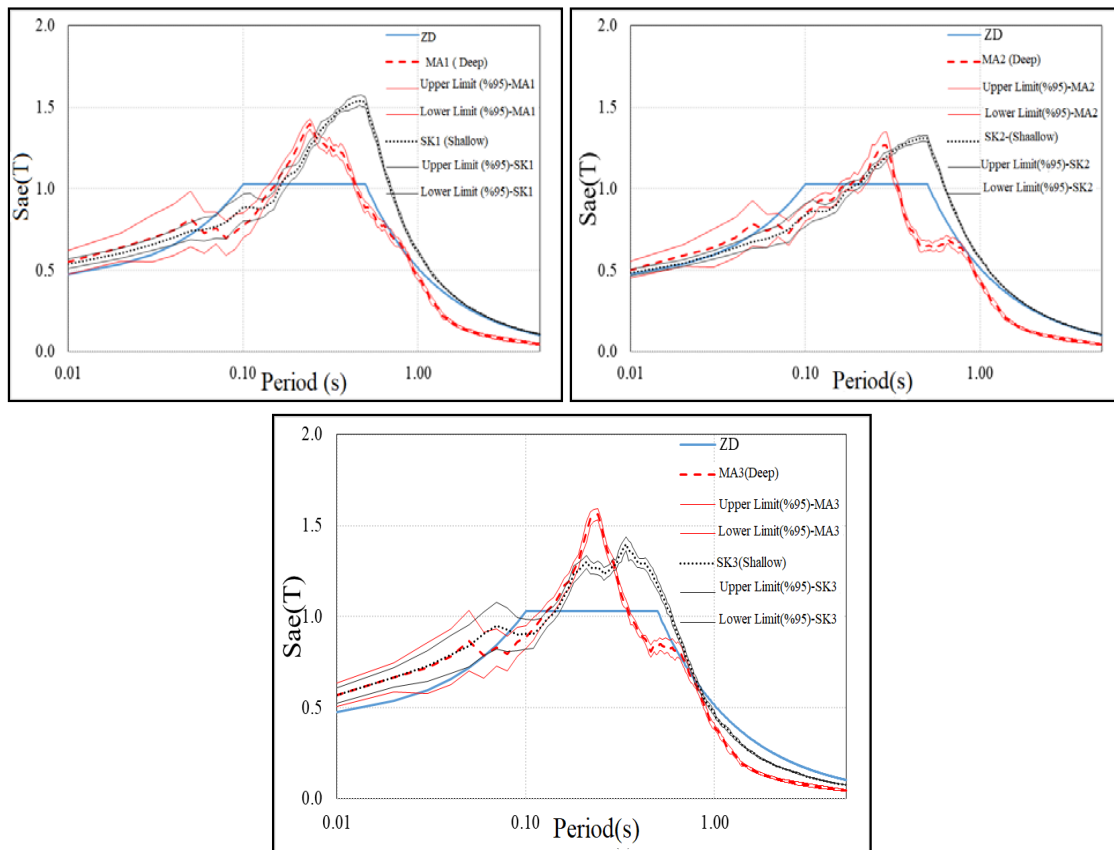 2.0
1.5
1.0
0.5
0.0
Sae(T)
0.01
0.10
1.00
Period (s)
ZD
MA1 ( Deep)
Upper Limit (%95)-MA1
Lower Limit (%95)-MA1
SK1 (Shallow)
Upper Limit (%95)-SK1
Lower Limit (%95)-SK1
2.0
1.5
1.0
0.5
0.0
Sae(T)
0.01
0.10
1.00
Period(s)
ZD
MA2 (Deep)
Upper Limit(%95)-MA2
Lower Limit (%95)-MA2
SK2-(Shaallow)
Upper Limit(%95)-SK2
Lower Limit(%95)-SK2
2.0
1.5
1.0
0.5
0.0
Sae(T)
0.01
0.10
1.00
Period(s)
ZD
MA3(Deep)
Upper Limit(%95)-MA3
Lower Limit(%95)-MA3
SK3(Shallow)
Upper Limit(%95)-SK3
Lower Limit(%95)-SK3